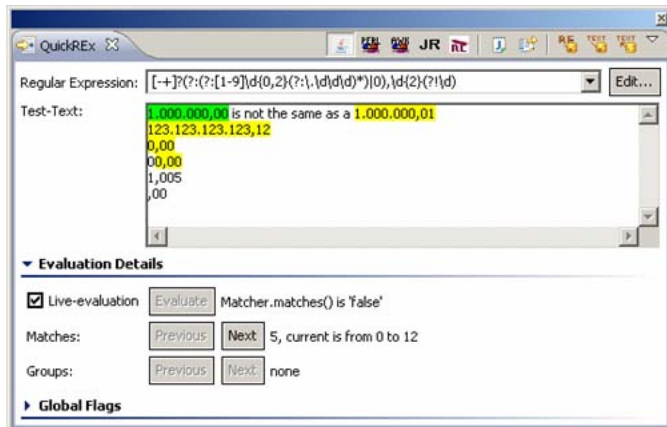 QuickREx
JR
Regular Expression: [-+]?(?:(?:[1-9]\d{0,2}(?:\.\d\d\d)*)|0),\d{2}(?!\d) Edit...
Test-Text: 1.000.000,00 is not the same as a 1.000.000,01
123.123.123.123,12
0,00
00,00
1,005
,00
Evaluation Details
Live-evaluation Evaluate Matcher.matches() is 'false'
Matches: Previous Next 5, current is from 0 to 12
Groups: Previous Next none
Global Flags